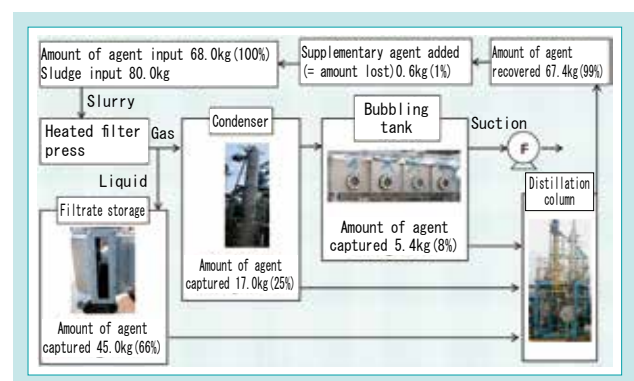 Amount of agent input 68.0kg(100%)
Sludge input 80.0kg
Supplementary agent added
(= amount lost)0.6kg(1%)
Amount of agent
recovered 67.4kg(99%)
Slurry
Heated filter
press
Gas
Liquid
Condenser
Bubbling
tank
Suction
F
Distillation
column
Filtrate storage
Amount of agent
captured 5.4kg(8%)
Amount of agent
captured 17.0kg(25%)
Amount of agent
captured 45.0kg(66%)